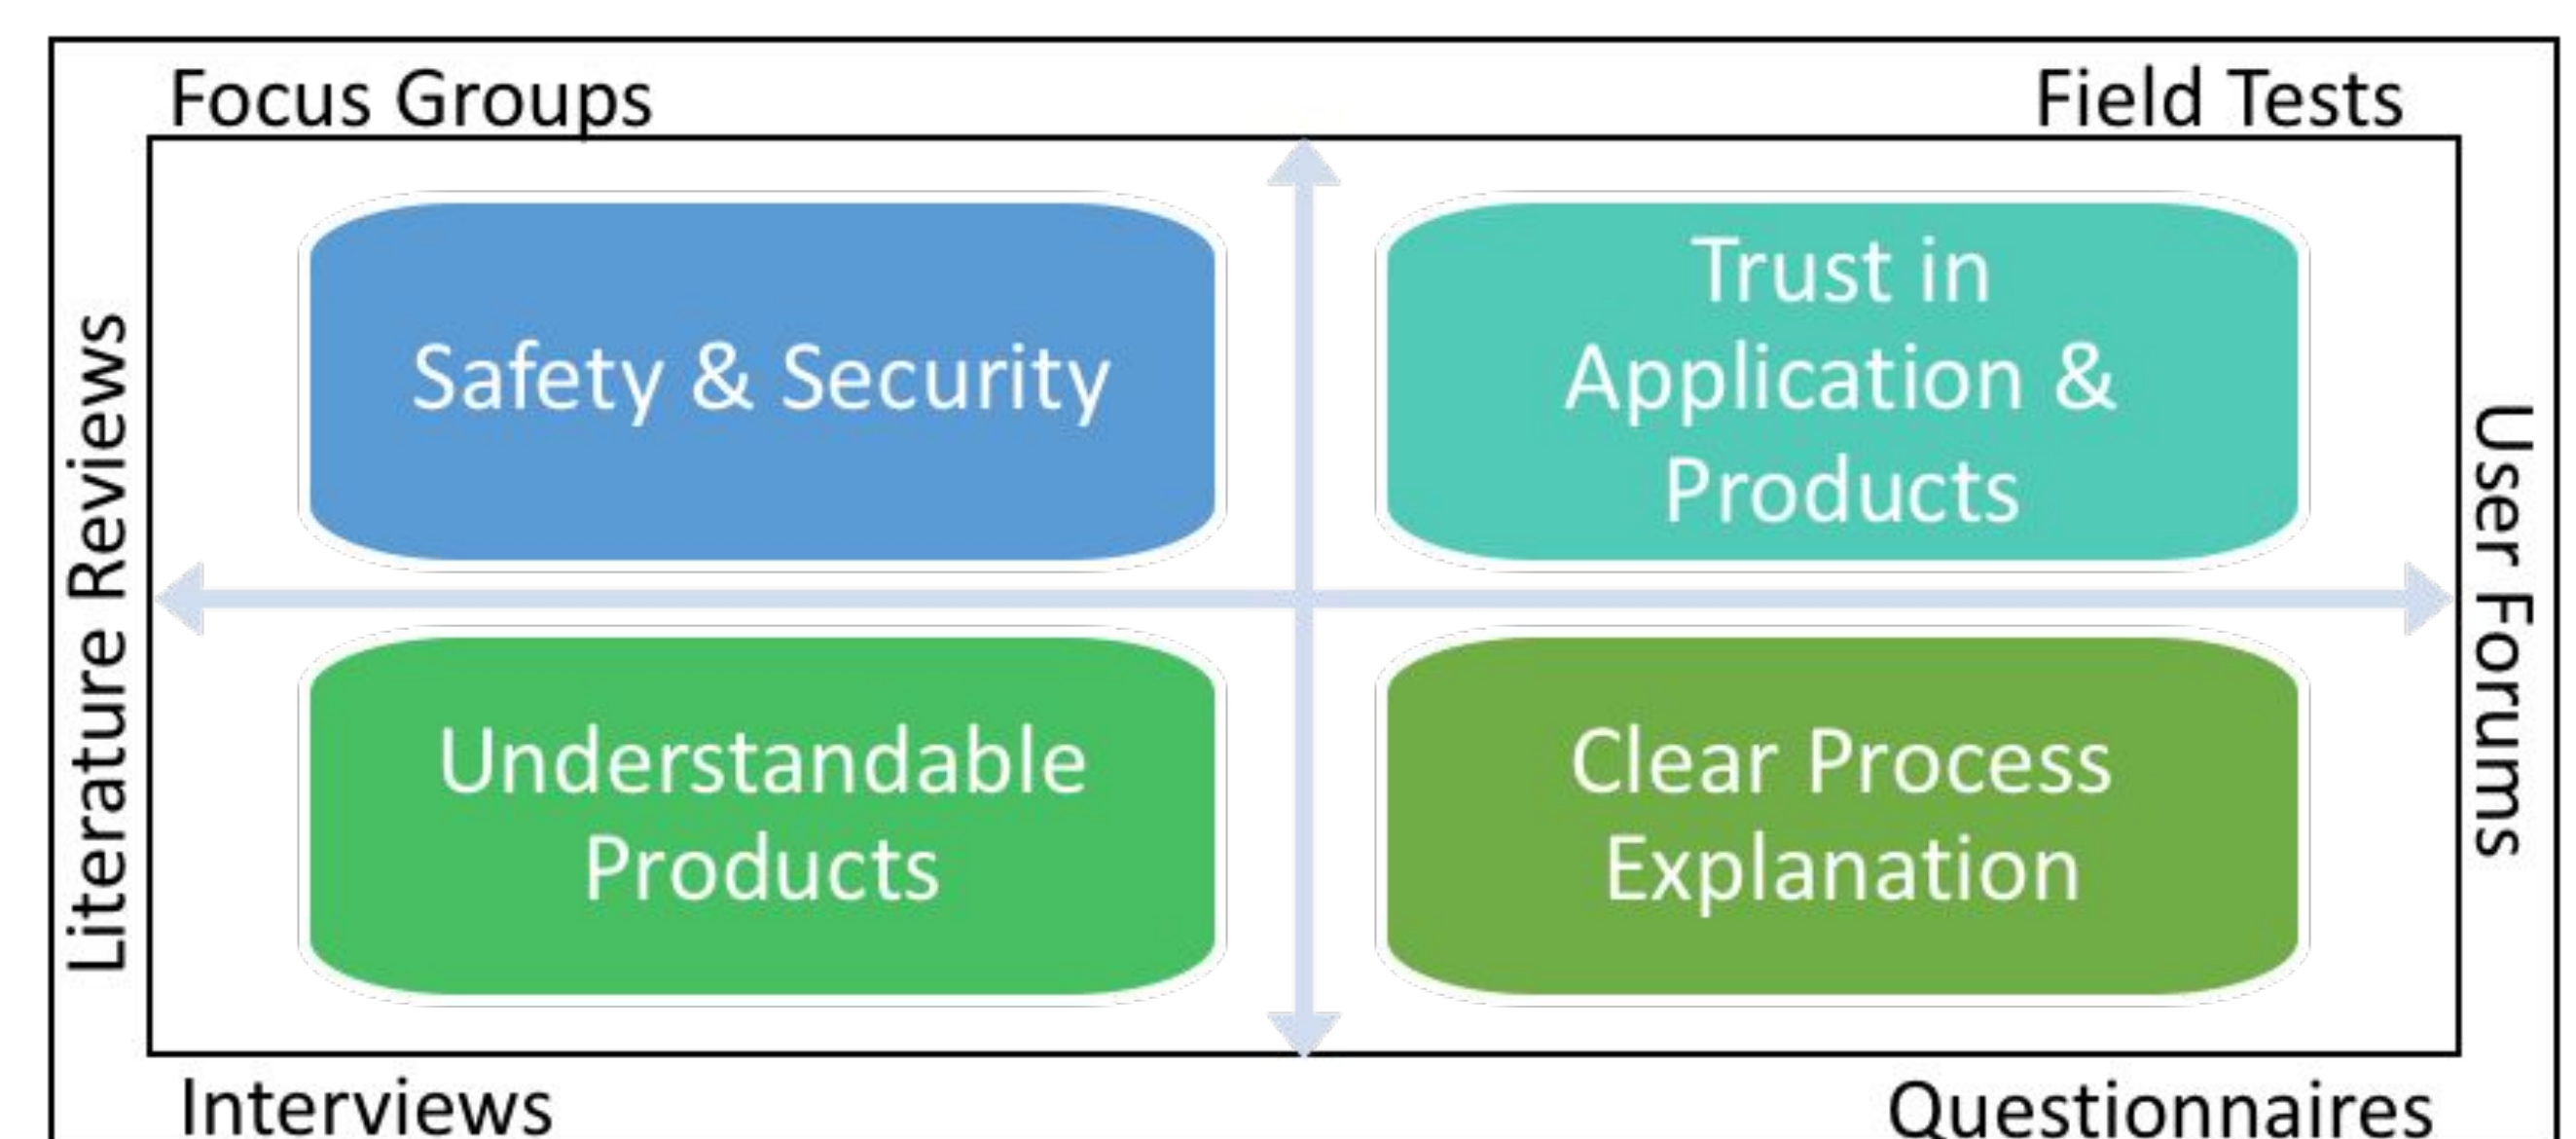 Focus Groups
Field Tests
Literature Reviews
Safety & Security
Trust in
Application &
Products
User Forums
Understandable
Products
Clear Process
Explanation
Interviews
Questionnaires